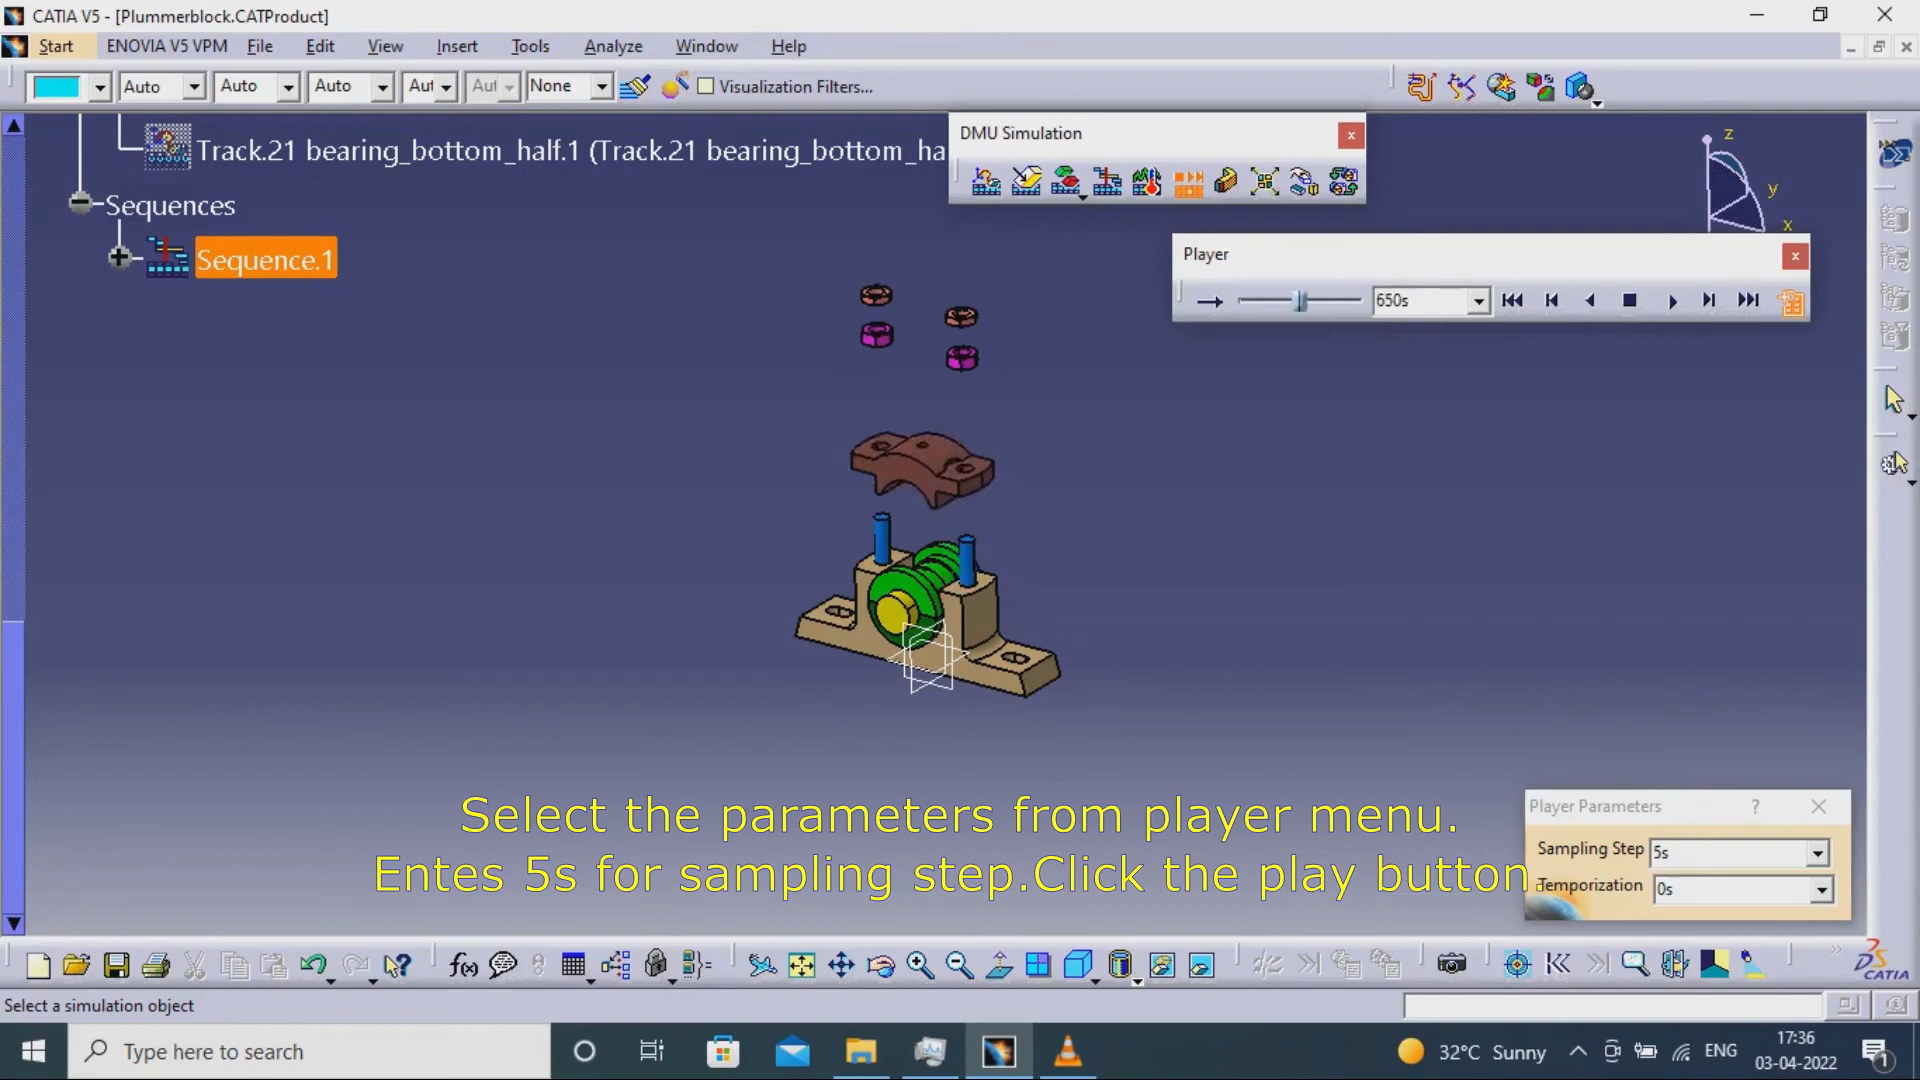 CATIA V5 - [Plummerblock.CATProduct]
Start ENOVIA V5 VPM File Edit View Insert Tools Analyze Window Help
Auto Auto Auto Aut Aut None Visualization Filters...
DMU Simulation
Track.21 bearing_bottom_half.1 (Track.21 bearing_bottom_ha
Sequences
Sequence.1
z
y
x
Player
650s
Select the parameters from player menu.
Entes 5s for sampling step.Click the play button.
Player Parameters ?
Sampling Step 5s
Temporization 0s
f(x)
DS CATIA
Select a simulation object
Type here to search
32°C Sunny
ENG
17:36
03-04-2022
1